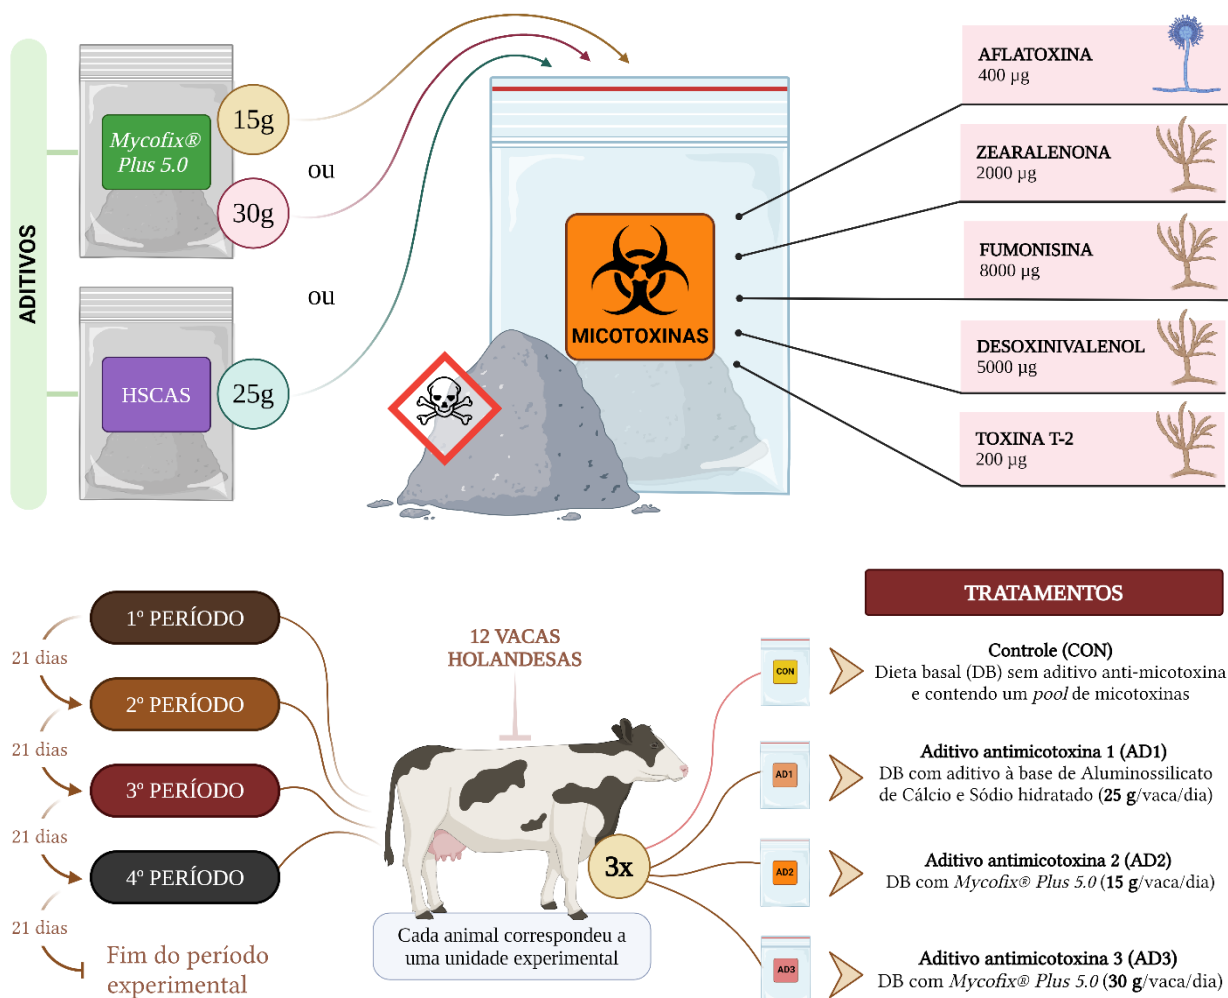 ADITIVOS
Mycofix®
Plus 5.0
15g
ou
30g
ou
HSCAS
25g
MICOTOXINAS
AFLATOXINA
400 µg
ZEARALENONA
2000 µg
FUMONISINA
8000 µg
DESOXINIVALENOL
5000 µg
TOXINA T-2
200 µg
1º PERÍODO
21 dias
2º PERÍODO
21 dias
3º PERÍODO
21 dias
4º PERÍODO
21 dias
Fim do período
experimental
12 VACAS
HOLANDESAS
3x
Cada animal correspondeu a
uma unidade experimental
TRATAMENTOS
CON
Controle (CON)
Dieta basal (DB) sem aditivo anti-micotoxina
e contendo um pool de micotoxinas
AD1
Aditivo antimicotoxina 1 (AD1)
DB com aditivo à base de Aluminossilicato
de Cálcio e Sódio hidratado (25 g/vaca/dia)
AD2
Aditivo antimicotoxina 2 (AD2)
DB com Mycofix® Plus 5.0 (15 g/vaca/dia)
AD3
Aditivo antimicotoxina 3 (AD3)
DB com Mycofix® Plus 5.0 (30 g/vaca/dia)